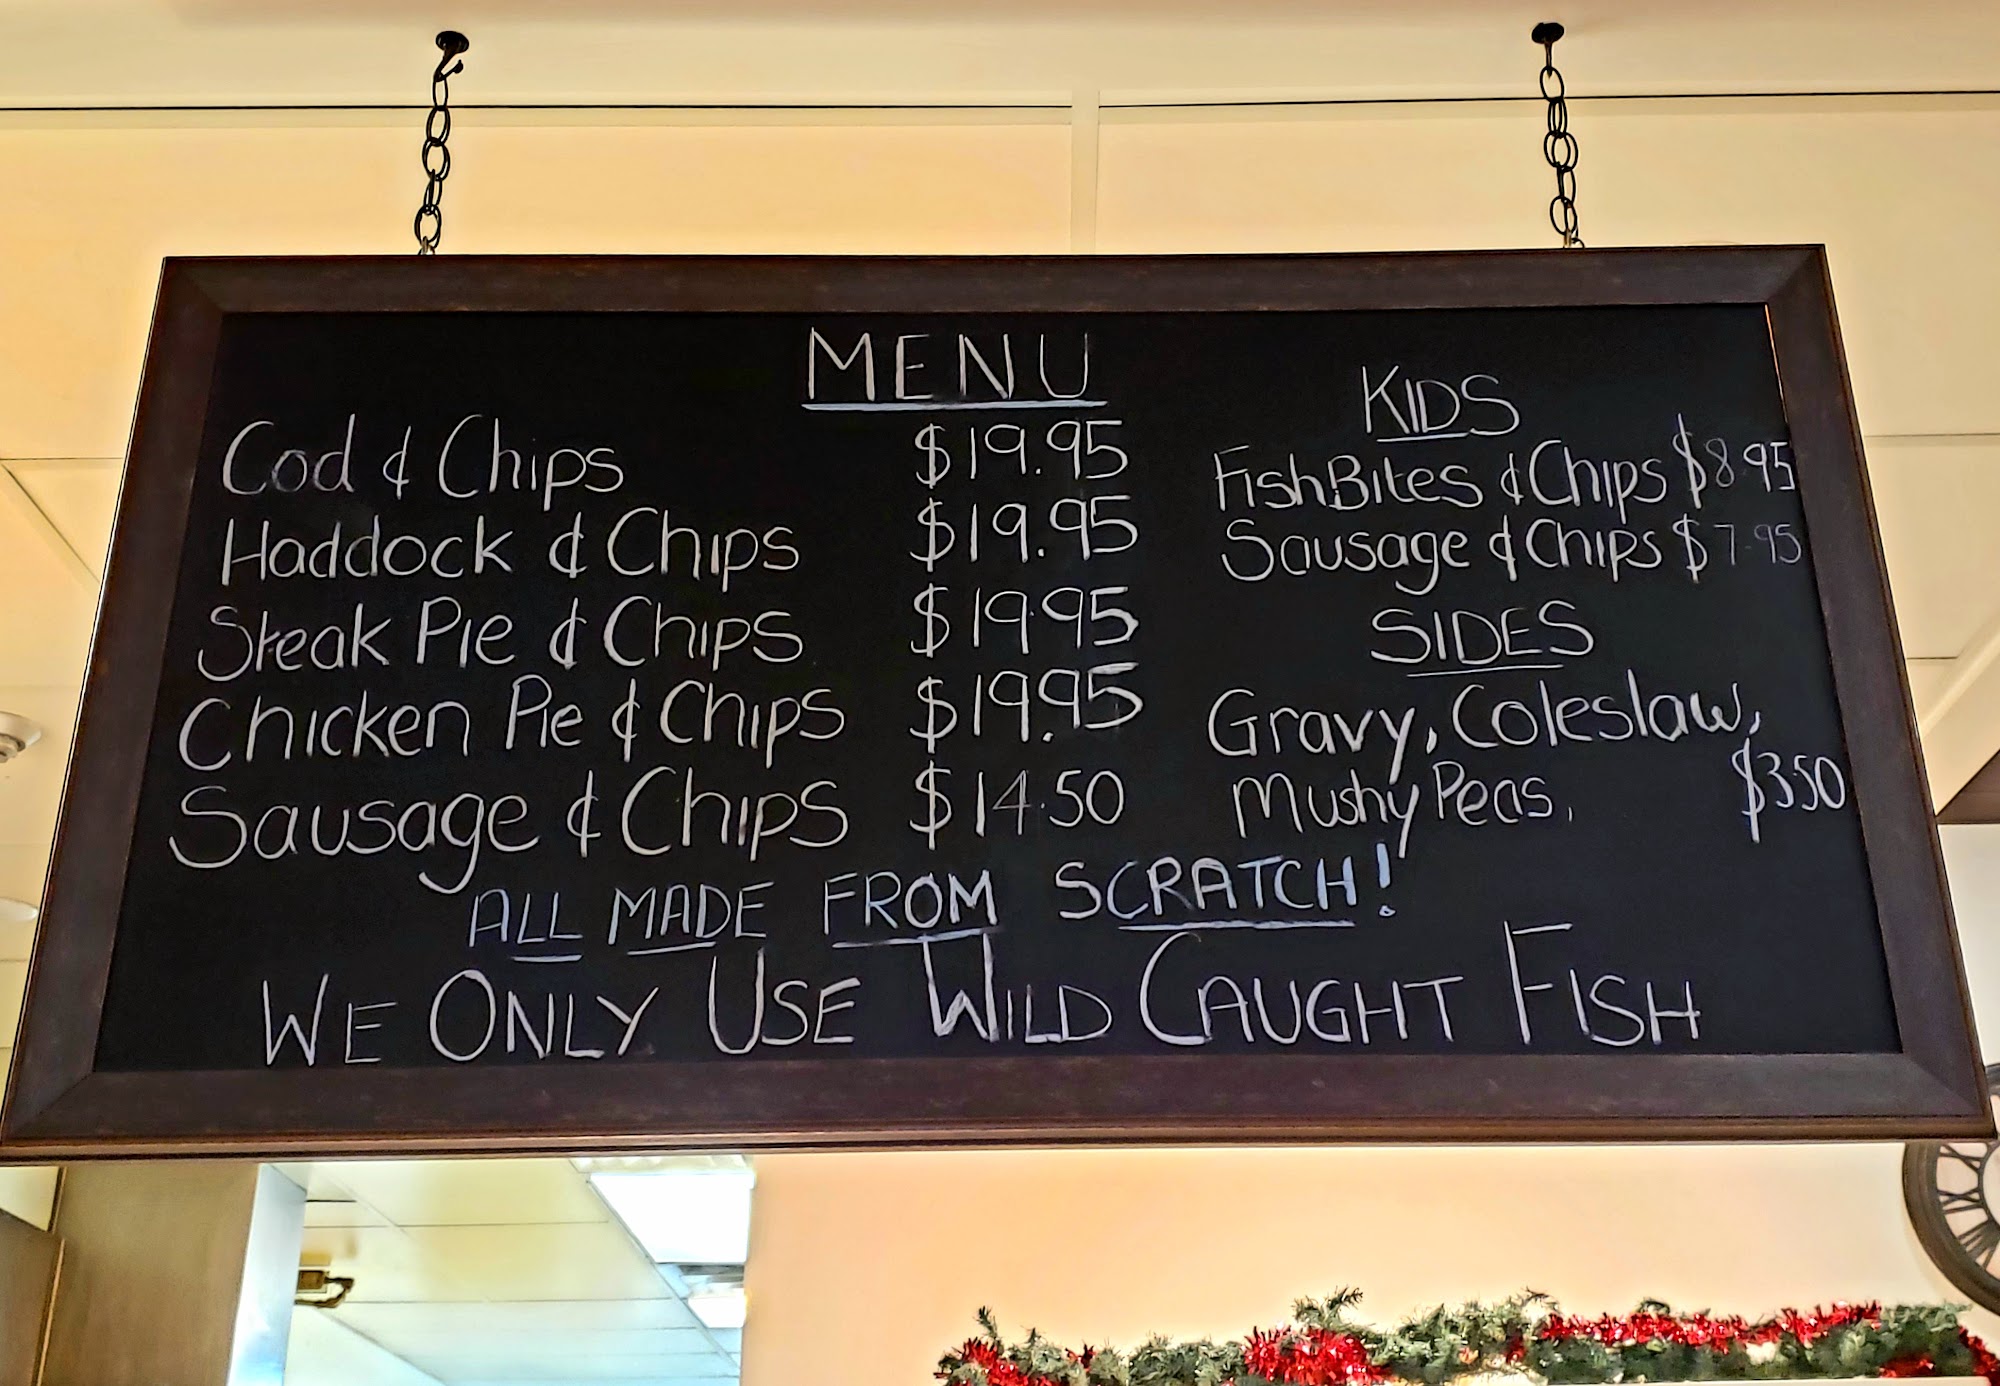 MENU
Cod & Chips $19.95
Haddock & Chips $19.95
Steak Pie & Chips $19.95
Chicken Pie & Chips $19.95
Sausage & Chips $14.50
KIDS
Fish Bites & Chips $8.95
Sausage & Chips $7.95
SIDES
Gravy, Coleslaw,
Mushy Peas, $3.50
ALL MADE FROM SCRATCH!
WE ONLY USE WILD CAUGHT FISH